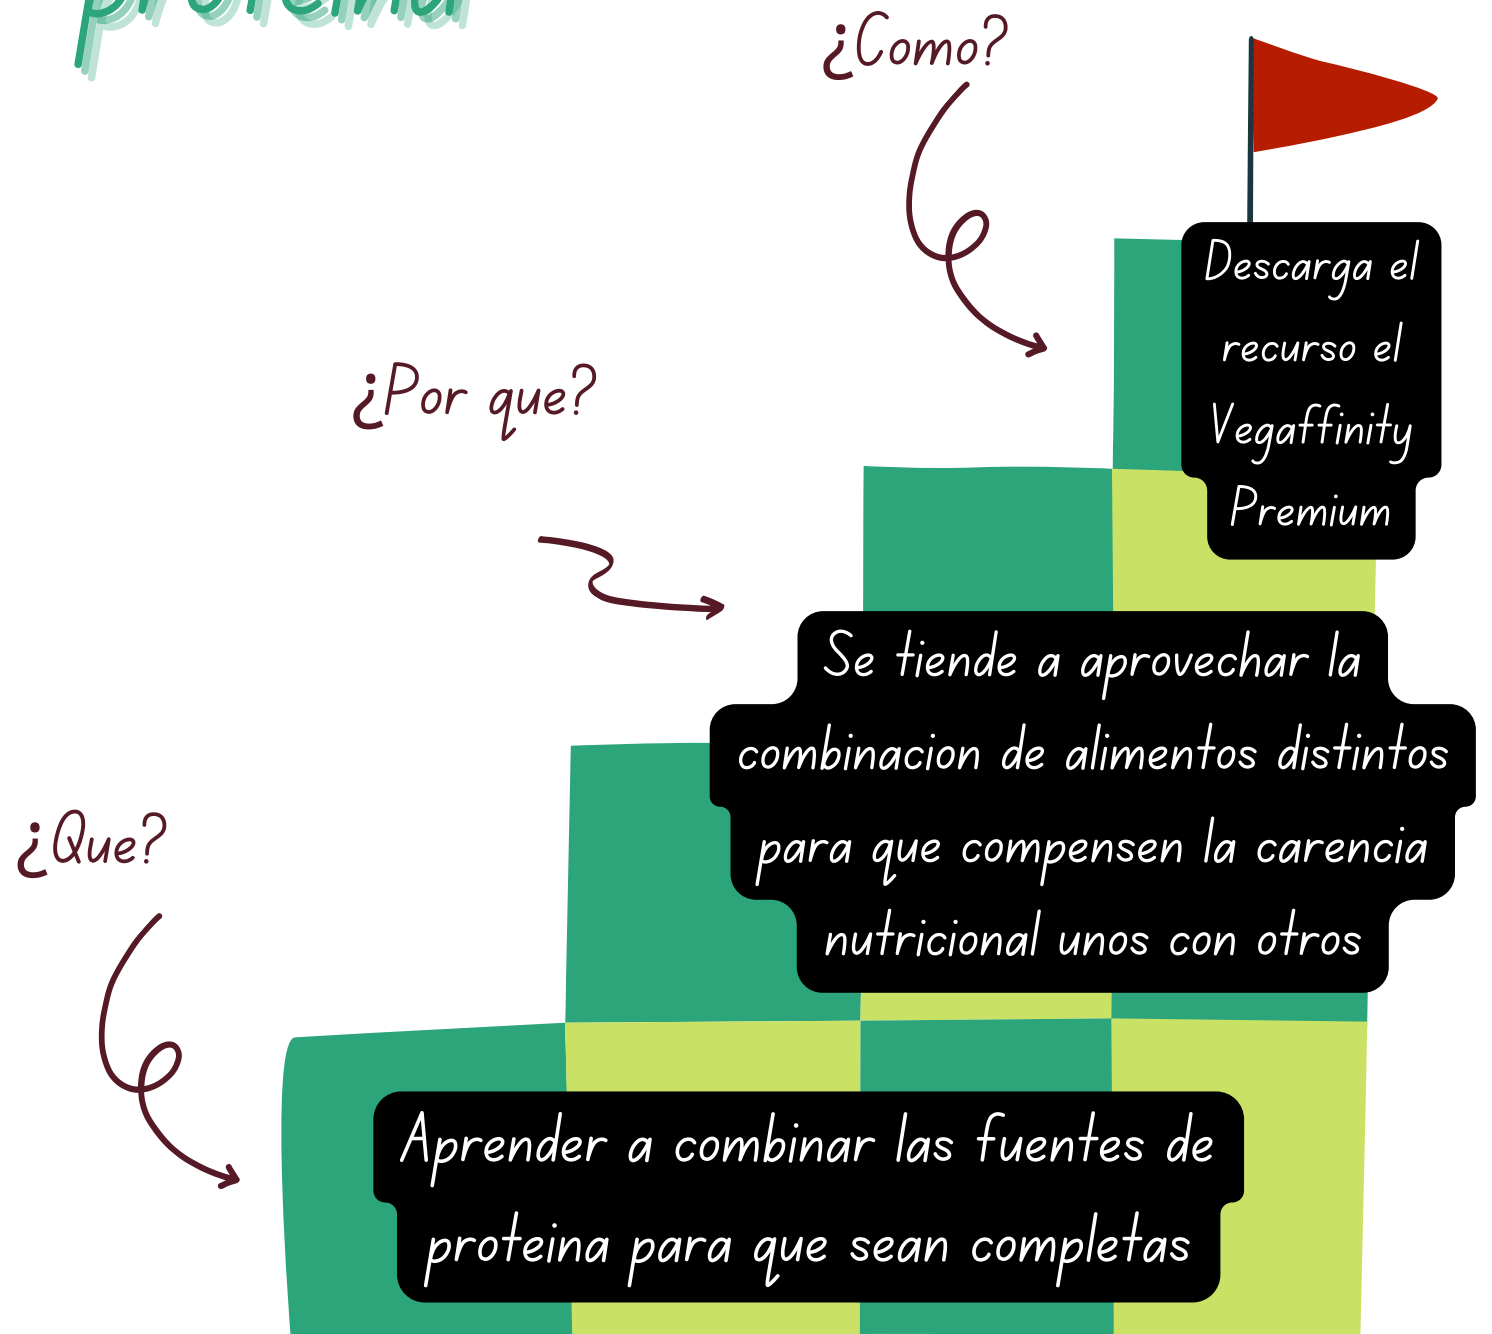 proteina
¿Como?
Descarga el
recurso el
Vegaffinity
Premium
¿Por que?
Se tiende a aprovechar la
combinacion de alimentos distintos
para que compensen la carencia
nutricional unos con otros
¿Que?
Aprender a combinar las fuentes de
proteina para que sean completas